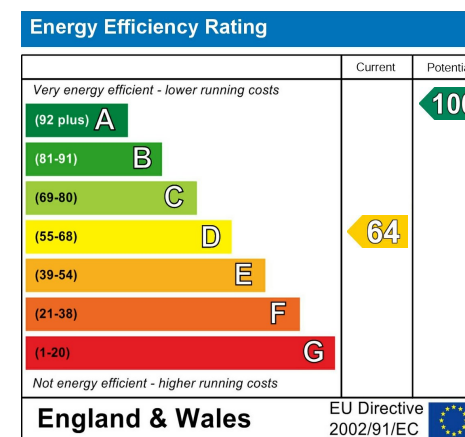 Energy Efficiency Rating
Current
Very energy efficient - lower running costs
(92 plus) A
(81-91) B
(69-80) C
(55-68) D
64
(39-54) E
(21-38) F
(1-20) G
Not energy efficient - higher running costs
England & Wales
EU Directive
2002/91/EC